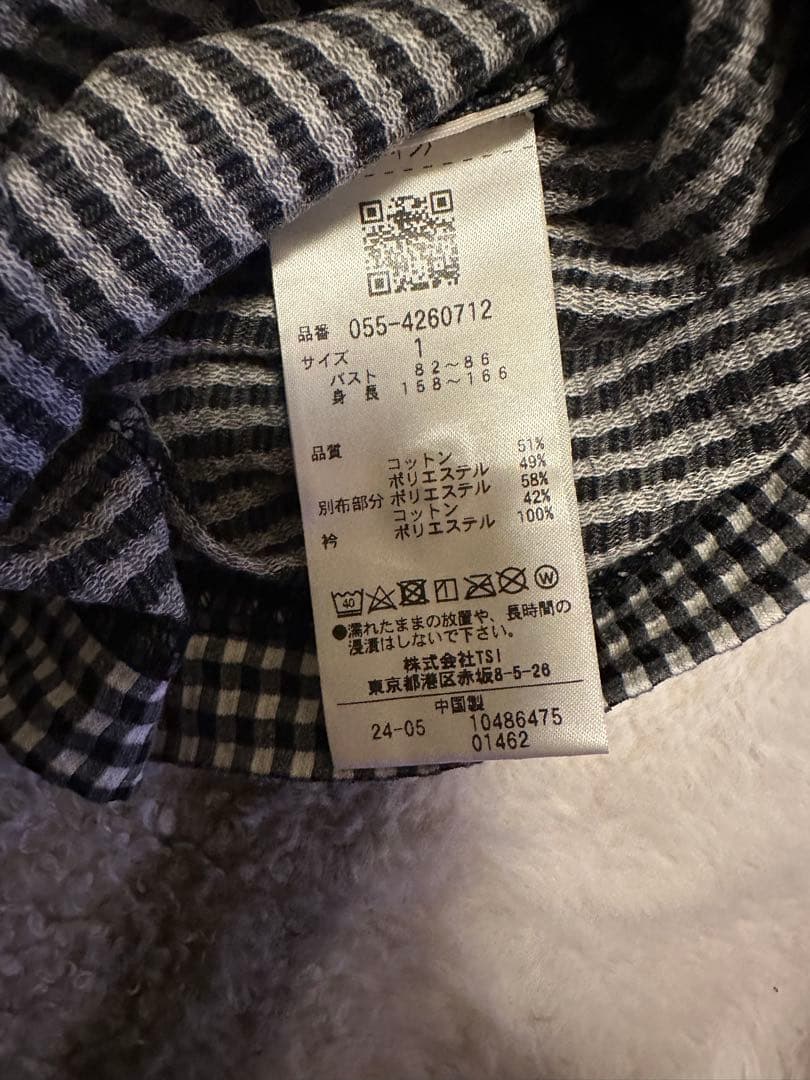 品番 055-4260712
サイズ 1
バスト 82～86
身長 158～166
品質 コットン 51%
ポリエステル 49%
別布部分 ポリエステル 58%
コットン 42%
衿 ポリエステル 100%
40 W
●濡れたままの放置や、長時間の
浸漬はしないで下さい。
株式会社TSI
東京都港区赤坂8-5-26
中国製
24-05 10486475
01462